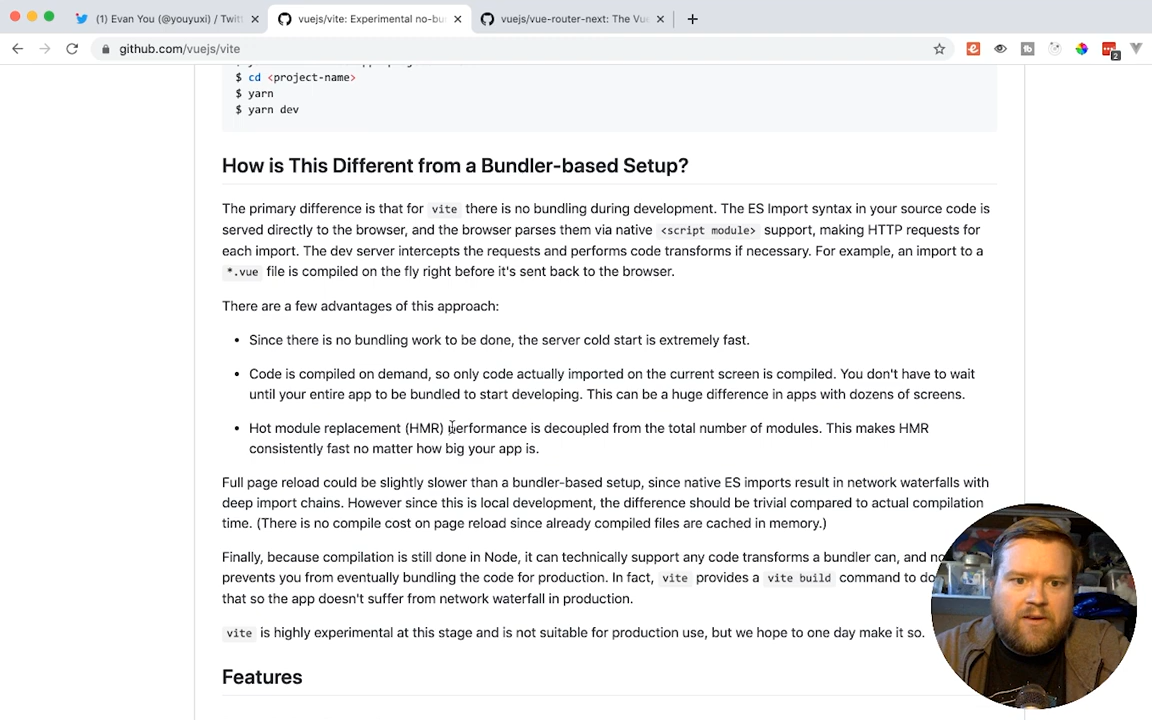 (1) Evan You (@youyuxi) / Twitt
vuejs/vite: Experimental no-bu
vuejs/vue-router-next: The Vue
github.com/vuejs/vite
2
$ cd <project-name>
$ yarn
$ yarn dev
How is This Different from a Bundler-based Setup?
The primary difference is that for vite there is no bundling during development. The ES Import syntax in your source code is
served directly to the browser, and the browser parses them via native <script module> support, making HTTP requests for
each import. The dev server intercepts the requests and performs code transforms if necessary. For example, an import to a
*.vue file is compiled on the fly right before it's sent back to the browser.
There are a few advantages of this approach:
• Since there is no bundling work to be done, the server cold start is extremely fast.
• Code is compiled on demand, so only code actually imported on the current screen is compiled. You don't have to wait
until your entire app to be bundled to start developing. This can be a huge difference in apps with dozens of screens.
• Hot module replacement (HMR) performance is decoupled from the total number of modules. This makes HMR
consistently fast no matter how big your app is.
Full page reload could be slightly slower than a bundler-based setup, since native ES imports result in network waterfalls with
deep import chains. However since this is local development, the difference should be trivial compared to actual compilation
time. (There is no compile cost on page reload since already compiled files are cached in memory.)
Finally, because compilation is still done in Node, it can technically support any code transforms a bundler can, and no
prevents you from eventually bundling the code for production. In fact, vite provides a vite build command to do
that so the app doesn't suffer from network waterfall in production.
vite is highly experimental at this stage and is not suitable for production use, but we hope to one day make it so.
Features